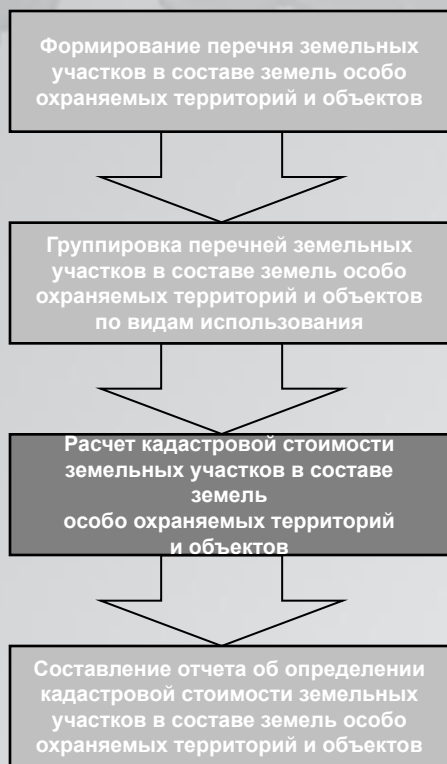 Формирование перечня земельных
участков в составе земель особо
охраняемых территорий и объектов
Группировка перечней земельных
участков в составе земель особо
охраняемых территорий и объектов
по видам использования
Расчет кадастровой стоимости
земельных участков в составе
земель
особо охраняемых территорий
и объектов
Составление отчета об определении
кадастровой стоимости земельных
участков в составе земель особо
охраняемых территорий и объектов